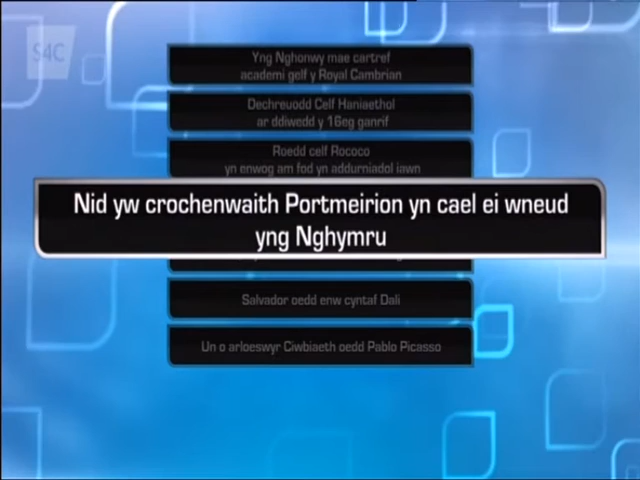 S4C
Yng Nghonwy mae cartref
academi gelf y Royal Cambrian
Dechreuodd Celf Haniaethol
ar ddiwedd y 16eg ganrif
Roedd celf Rococo
yn enwog am fod yn addurniadol iawn
Nid yw crochenwaith Portmeirion yn cael ei wneud
yng Nghymru
Salvador oedd enw cyntaf Dali
Un o arloeswyr Ciwbiaeth oedd Pablo Picasso